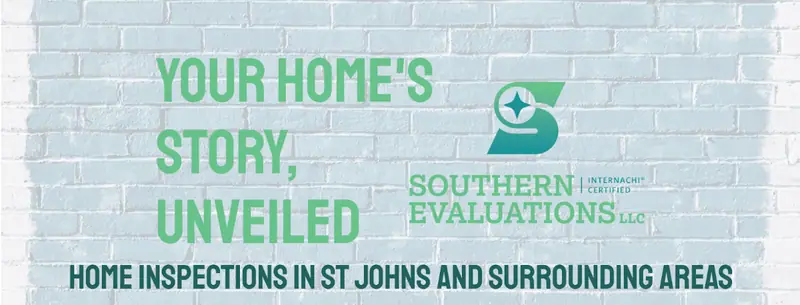 YOUR HOME'S
STORY,
UNVEILED
SOUTHERN
INTERNACHI®
CERTIFIED
EVALUATIONS LLC
HOME INSPECTIONS IN ST JOHNS AND SURROUNDING AREAS